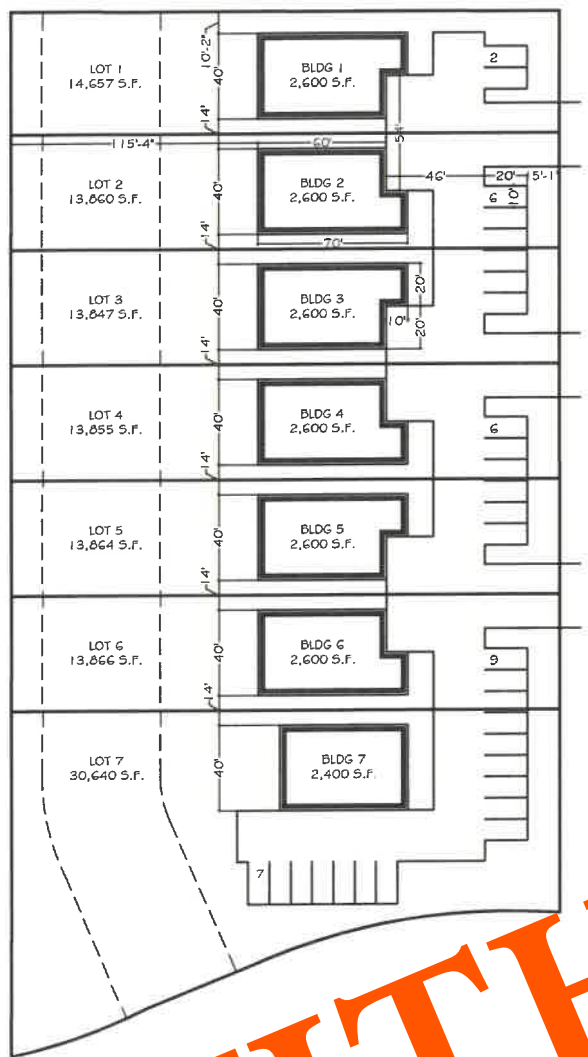 10'-2"
LOT 1
14,657 S.F.
40'
BLDG 1
2,600 S.F.
2
14'
54'
115'-4"
60'
LOT 2
13,860 S.F.
40'
BLDG 2
2,600 S.F.
46'
20'
5'-1"
6
10'
14'
70'
LOT 3
13,847 S.F.
40'
BLDG 3
2,600 S.F.
20'
10'
20'
14'
LOT 4
13,855 S.F.
40'
BLDG 4
2,600 S.F.
6
14'
LOT 5
13,864 S.F.
40'
BLDG 5
2,600 S.F.
14'
LOT 6
13,866 S.F.
40'
BLDG 6
2,600 S.F.
9
14'
LOT 7
30,640 S.F.
40'
BLDG 7
2,400 S.F.
7